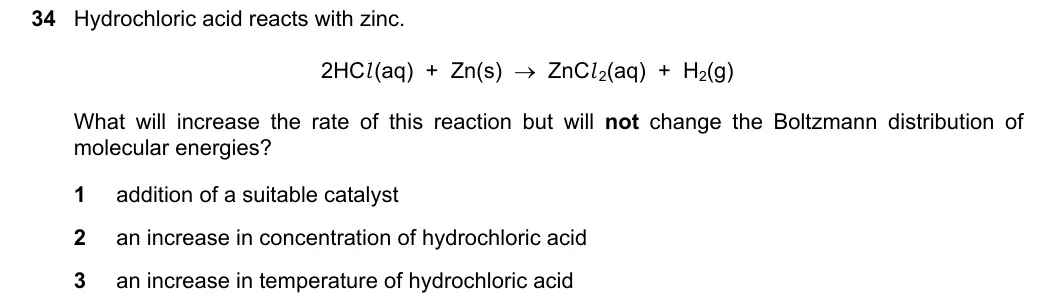 34 Hydrochloric acid reacts with zinc.
2HCl(aq) + Zn(s) → ZnCl₂(aq) + H₂(g)
What will increase the rate of this reaction but will not change the Boltzmann distribution of
molecular energies?
1 addition of a suitable catalyst
2 an increase in concentration of hydrochloric acid
3 an increase in temperature of hydrochloric acid